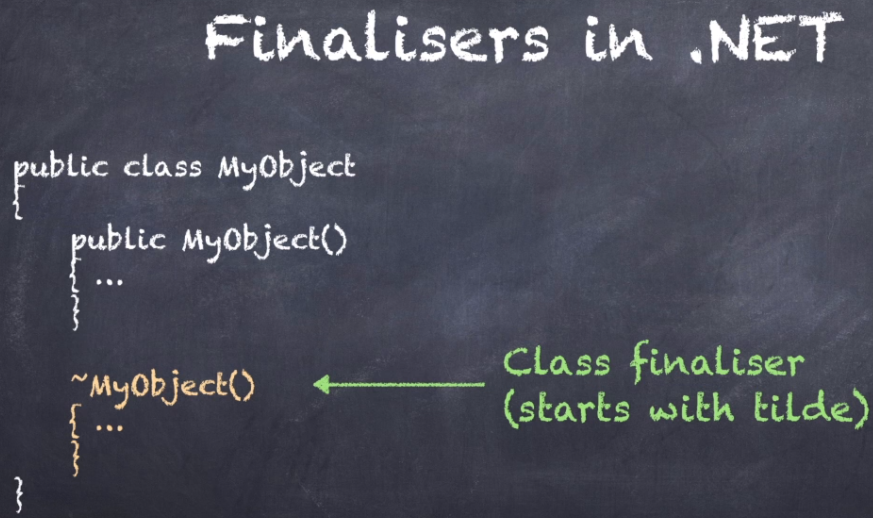 Finalisers in .NET
public class MyObject
{
public MyObject()
{
...
}
~MyObject()
{
...
}
}
Class finaliser
(starts with tilde)